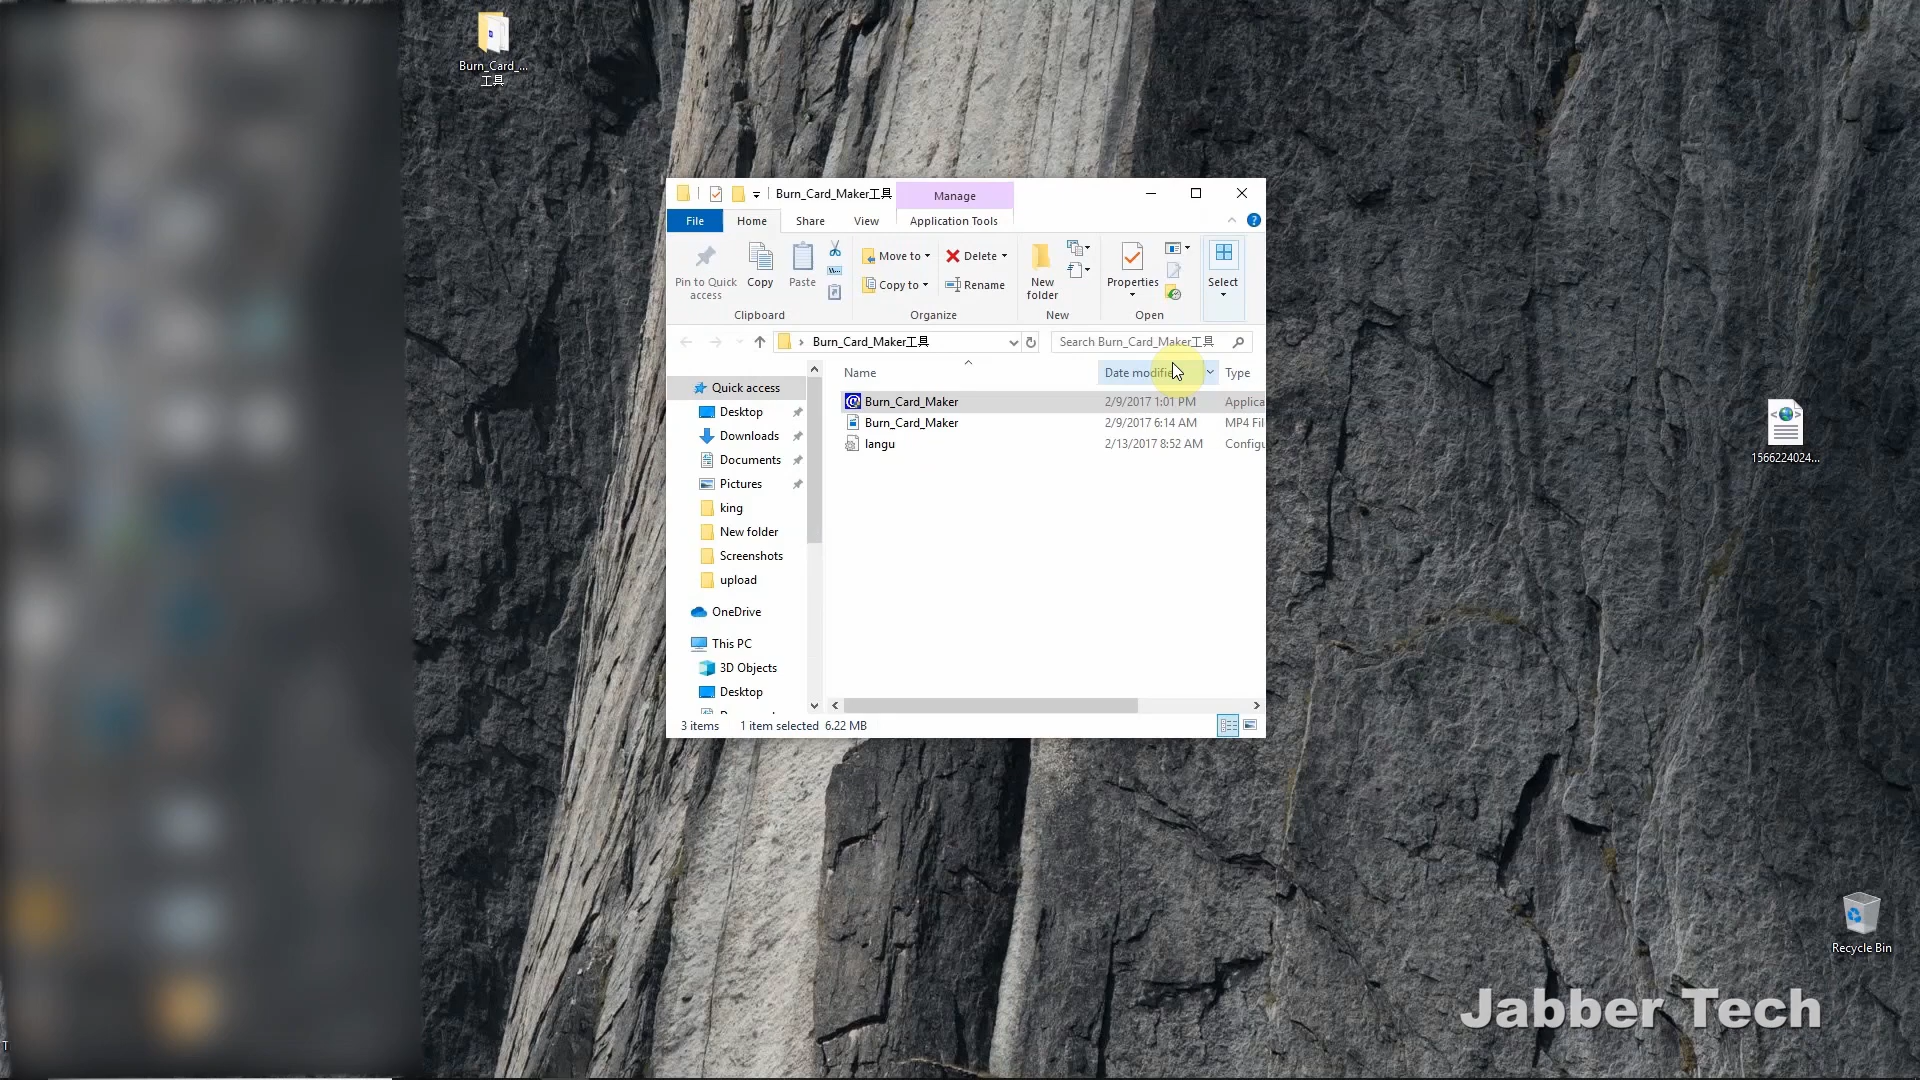 Burn_Card_...
工具
Burn_Card_Maker工具
Manage
File
Home
Share
View
Application Tools
Pin to Quick
access
Copy
Paste
Clipboard
Move to
Copy to
Delete
Rename
Organize
New
folder
New
Properties
Open
Select
Burn_Card_Maker工具
Search Burn_Card_Maker工具
Name
Date modifie
Type
Quick access
Desktop
Downloads
Documents
Pictures
king
New folder
Screenshots
upload
OneDrive
This PC
3D Objects
Desktop
Burn_Card_Maker 2/9/2017 1:01 PM Applica
Burn_Card_Maker 2/9/2017 6:14 AM MP4 Fil
langu 2/13/2017 8:52 AM Configu
3 items 1 item selected 6.22 MB
1566224024...
Recycle Bin
Jabber Tech
T